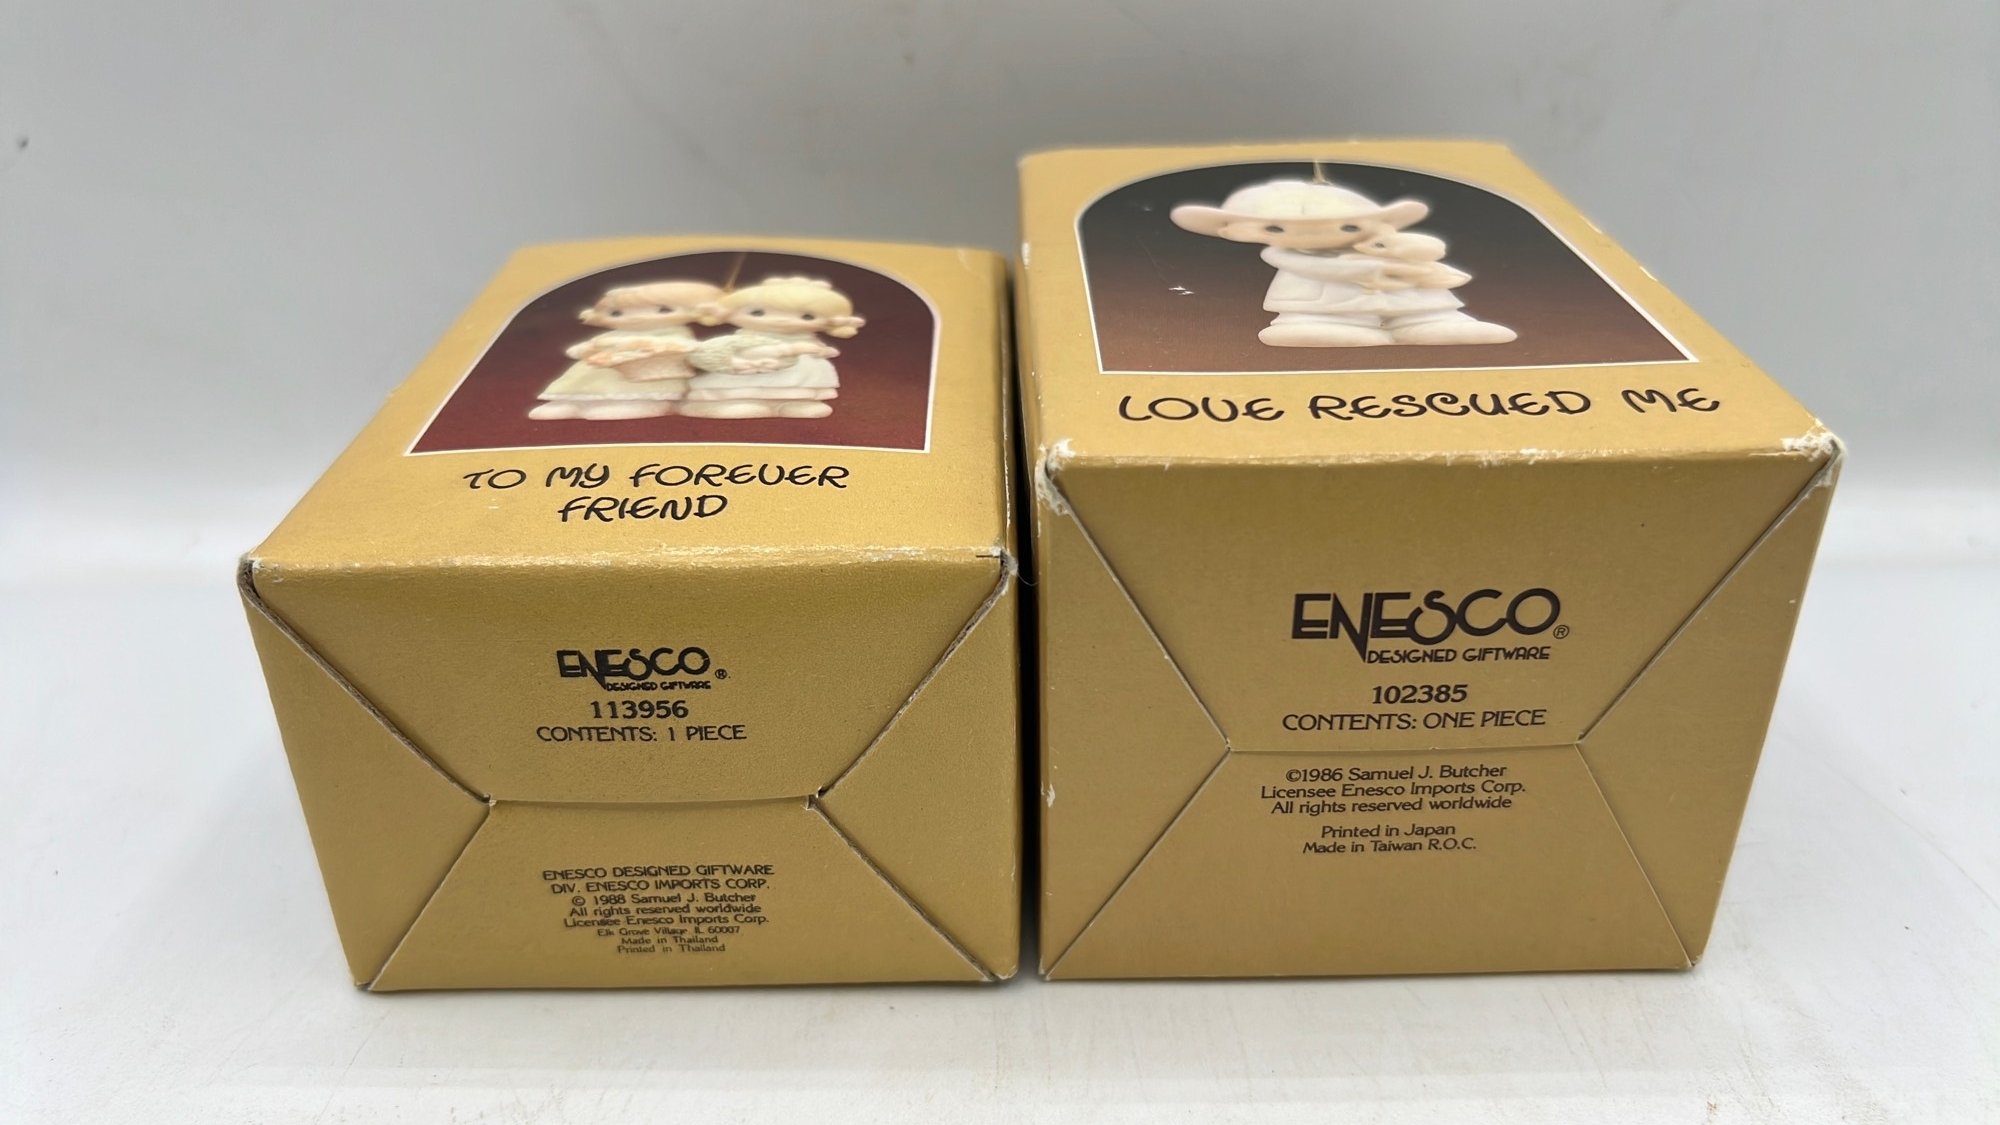 TO MY FOREVER
FRIEND
ENESCO®
DESIGNED GIFTWARE
113956
CONTENTS: 1 PIECE
ENESCO DESIGNED GIFTWARE
DIV. ENESCO IMPORTS CORP.
© 1988 Samuel J. Butcher
All rights reserved worldwide
Licensee Enesco Imports Corp.
Elk Grove Village IL 60007
Made in Thailand
Printed in Thailand
LOVE RESCUED ME
ENESCO®
DESIGNED GIFTWARE
102385
CONTENTS: ONE PIECE
©1986 Samuel J. Butcher
Licensee Enesco Imports Corp.
All rights reserved worldwide
Printed in Japan
Made in Taiwan R.O.C.